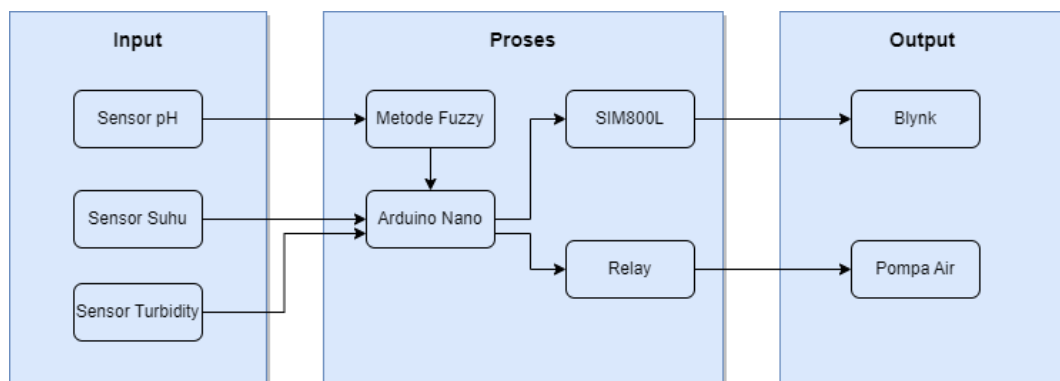 Input
Proses
Output
Sensor pH
Metode Fuzzy
SIM800L
Blynk
Sensor Suhu
Arduino Nano
Sensor Turbidity
Relay
Pompa Air